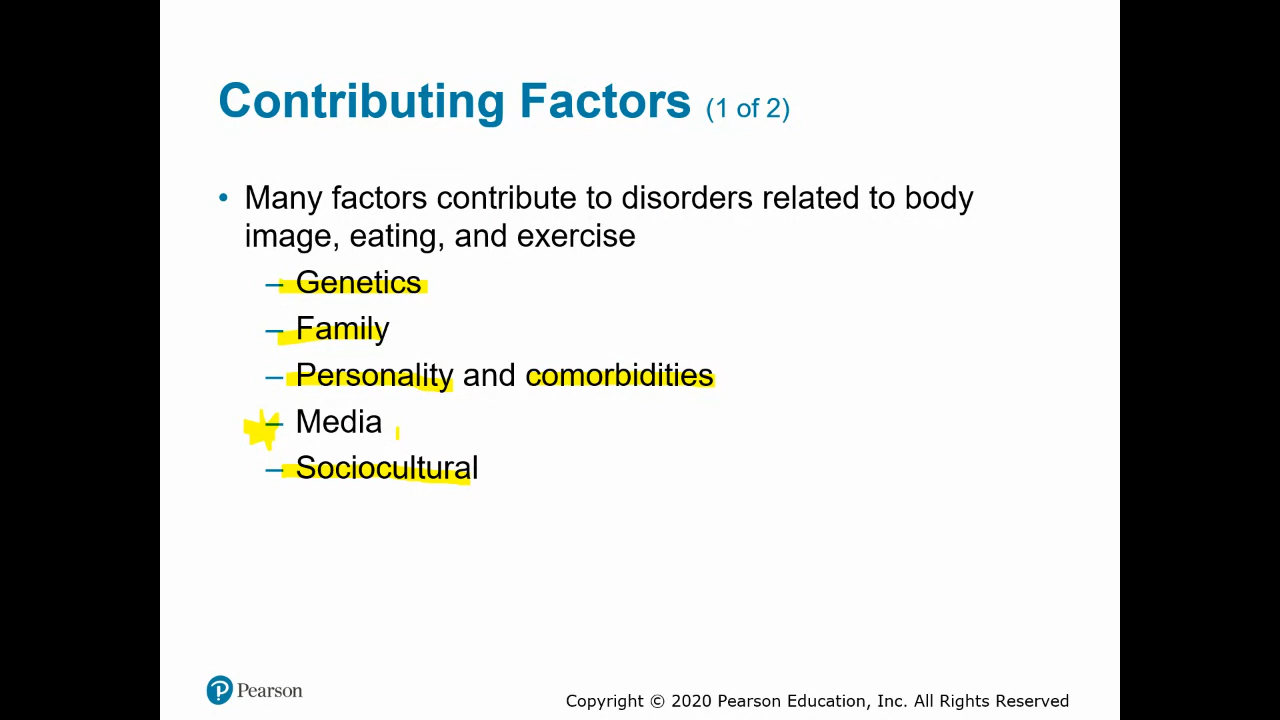 Contributing Factors (1 of 2)
• Many factors contribute to disorders related to body
image, eating, and exercise
– Genetics
– Family
– Personality and comorbidities
– Media
– Sociocultural
Pearson
Copyright © 2020 Pearson Education, Inc. All Rights Reserved